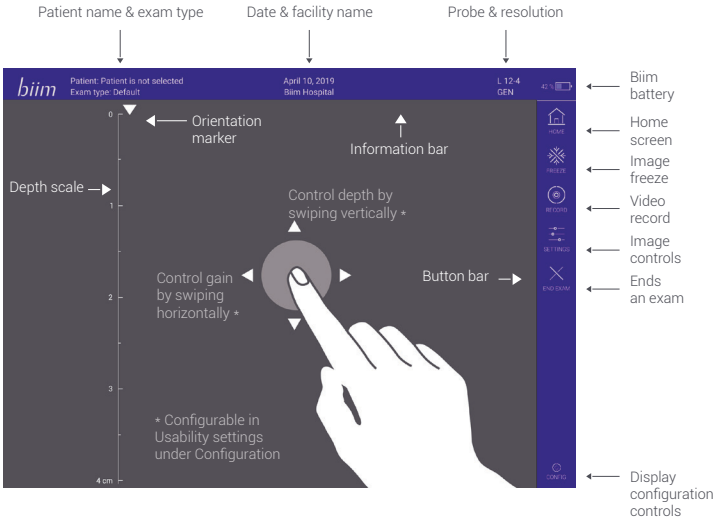 Patient name & exam type
Date & facility name
Probe & resolution
biim
Patient: Patient is not selected
Exam type: Default
April 10, 2019
Biim Hospital
L 12-4
GEN
40 %
Biim
battery
0
Orientation
marker
Information bar
HOME
Home
screen
FREEZE
Image
freeze
Depth scale
1
Control depth by
swiping vertically *
RECORD
Video
record
SETTINGS
Image
controls
Control gain
by swiping
horizontally *
Button bar
END EXAM
Ends
an exam
2
3
* Configurable in
Usability settings
under Configuration
4 cm
CONFIG
Display
configuration
controls